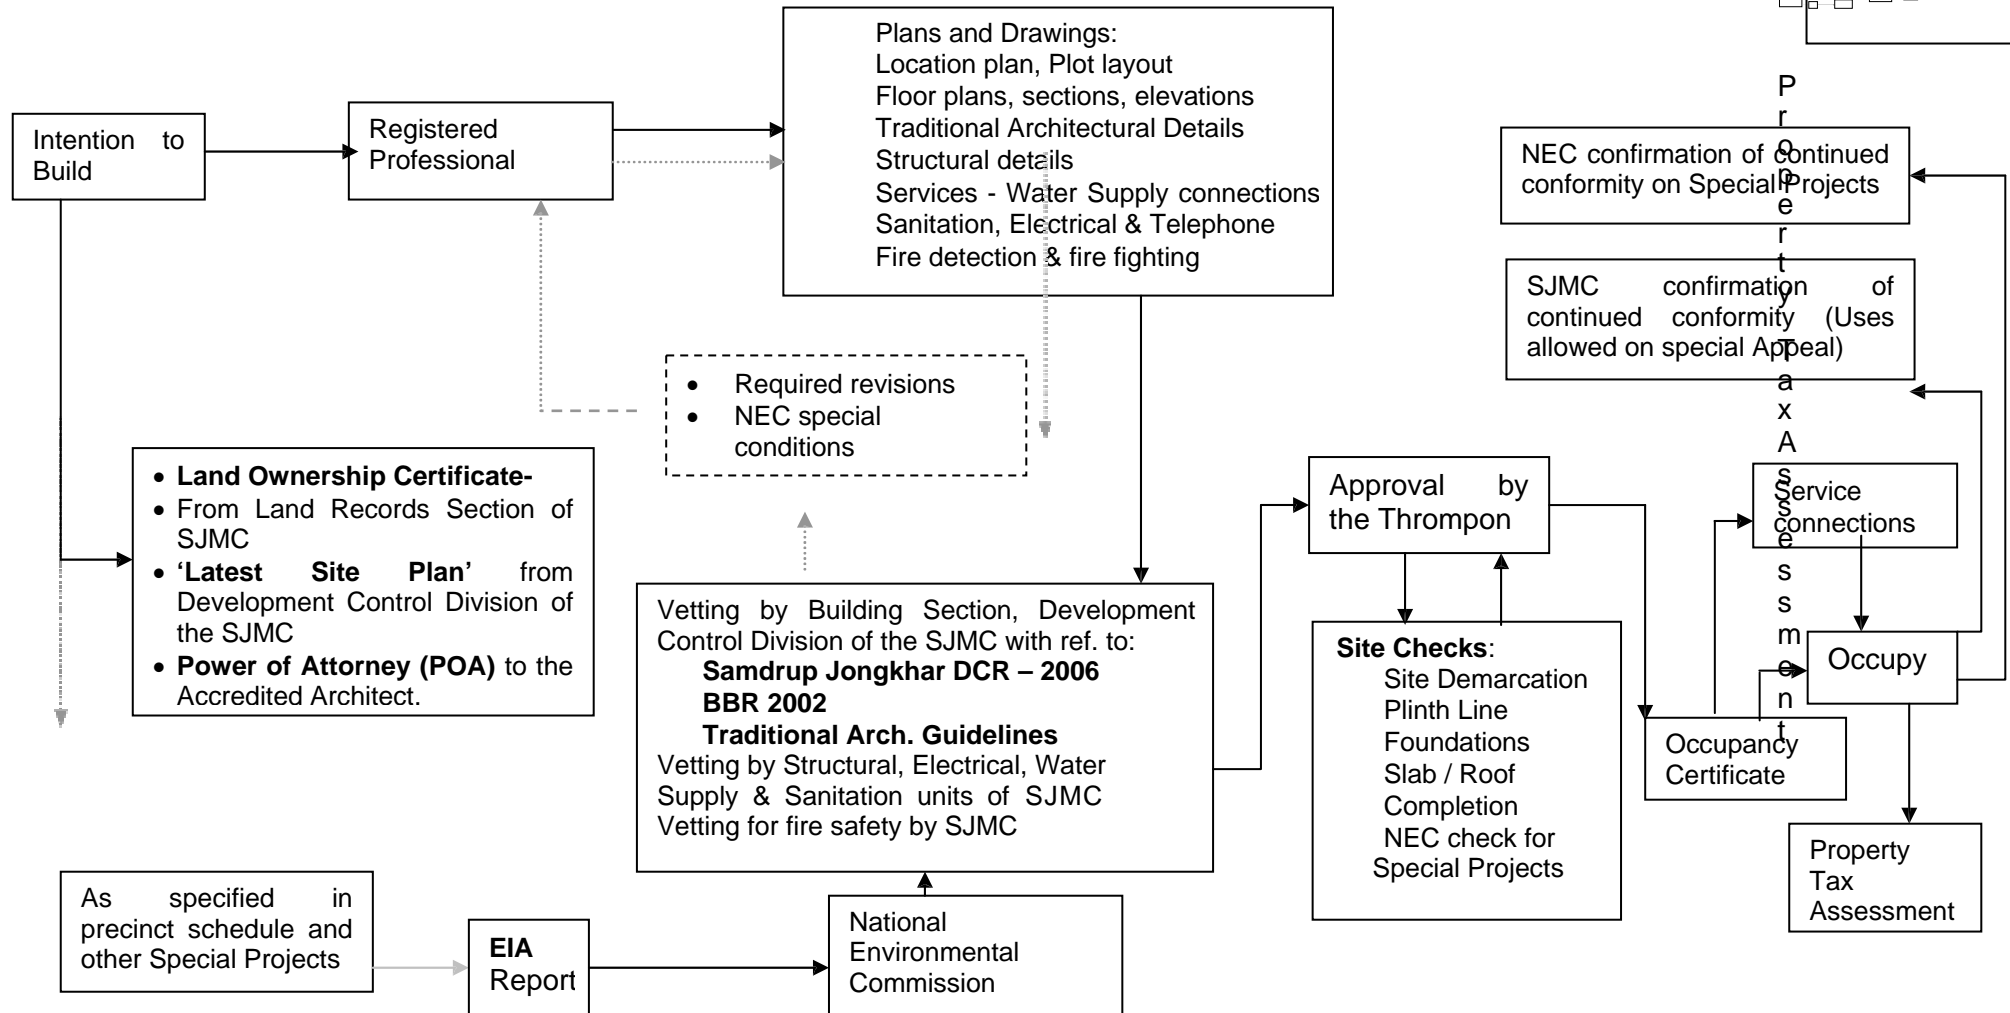 Intention to
Build
Registered
Professional
Plans and Drawings:
Location plan, Plot layout
Floor plans, sections, elevations
Traditional Architectural Details
Structural details
Services - Water Supply connections
Sanitation, Electrical & Telephone
Fire detection & fire fighting
• Required revisions
• NEC special
conditions
• Land Ownership Certificate-
• From Land Records Section of
SJMC
• ‘Latest Site Plan’ from
Development Control Division of
the SJMC
• Power of Attorney (POA) to the
Accredited Architect.
Vetting by Building Section, Development
Control Division of the SJMC with ref. to:
Samdrup Jongkhar DCR – 2006
BBR 2002
Traditional Arch. Guidelines
Vetting by Structural, Electrical, Water
Supply & Sanitation units of SJMC
Vetting for fire safety by SJMC
As specified in
precinct schedule and
other Special Projects
EIA
Report
National
Environmental
Commission
Approval by
the Thrompon
Site Checks:
Site Demarcation
Plinth Line
Foundations
Slab / Roof
Completion
NEC check for
Special Projects
NEC confirmation of continued
conformity on Special Projects
SJMC confirmation of
continued conformity (Uses
allowed on special Appeal)
Property Tax Assessment
Service
connections
Occupy
Occupancy
Certificate
Property
Tax
Assessment